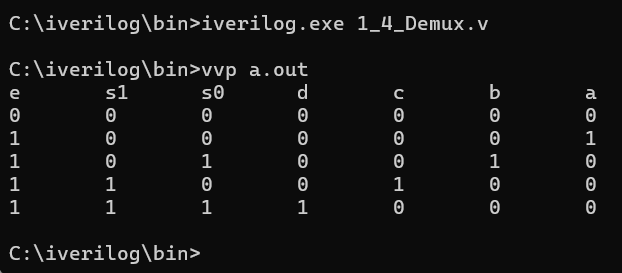 C:\iverilog\bin>iverilog.exe 1_4_Demux.v
C:\iverilog\bin>vvp a.out
e s1 s0 d c b a
0 0 0 0 0 0 0
1 0 0 0 0 0 1
1 0 1 0 0 1 0
1 1 0 0 1 0 0
1 1 1 1 0 0 0
C:\iverilog\bin>